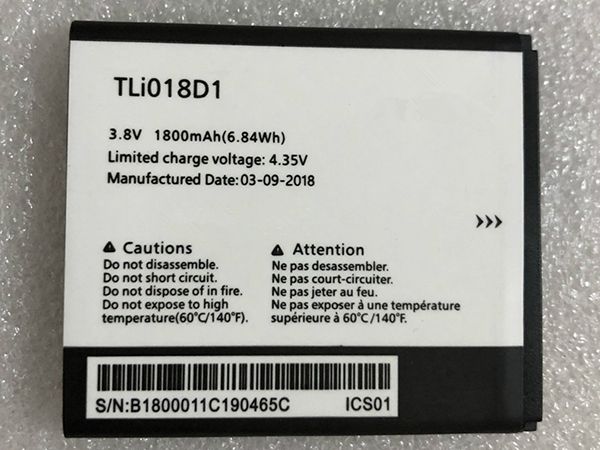 TLi018D1
3.8V 1800mAh(6.84Wh)
Limited charge voltage: 4.35V
Manufactured Date:03-09-2018
Cautions
Do not disassemble.
Do not short circuit.
Do not dispose of in fire.
Do not expose to high
temperature(60°C/140°F).
Attention
Ne pas desassembler.
Ne pas court-circuiter.
Ne pas jeter au feu.
Ne pas exposer à une température
supérieure à 60°C /140°F.
S/N:B1800011C190465C ICS01